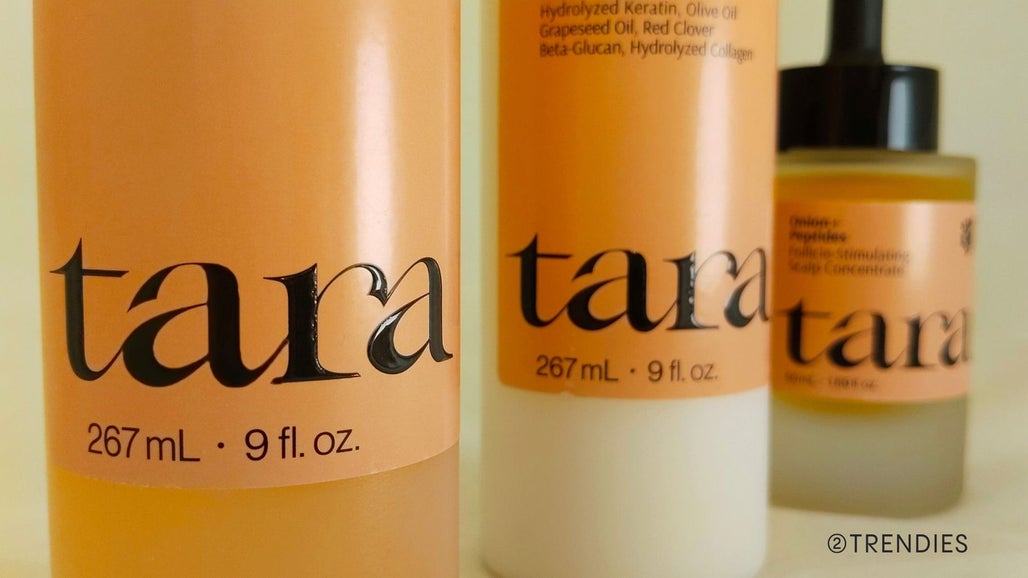 tara
267 mL · 9 fl. oz.
Hydrolyzed Keratin, Olive Oil
Grapeseed Oil, Red Clover
Beta-Glucan, Hydrolyzed Collagen
tara
267 mL · 9 fl. oz.
Onion +
Peptides
Follicle-Stimulating
Scalp Concentrate
tara
②TRENDIES